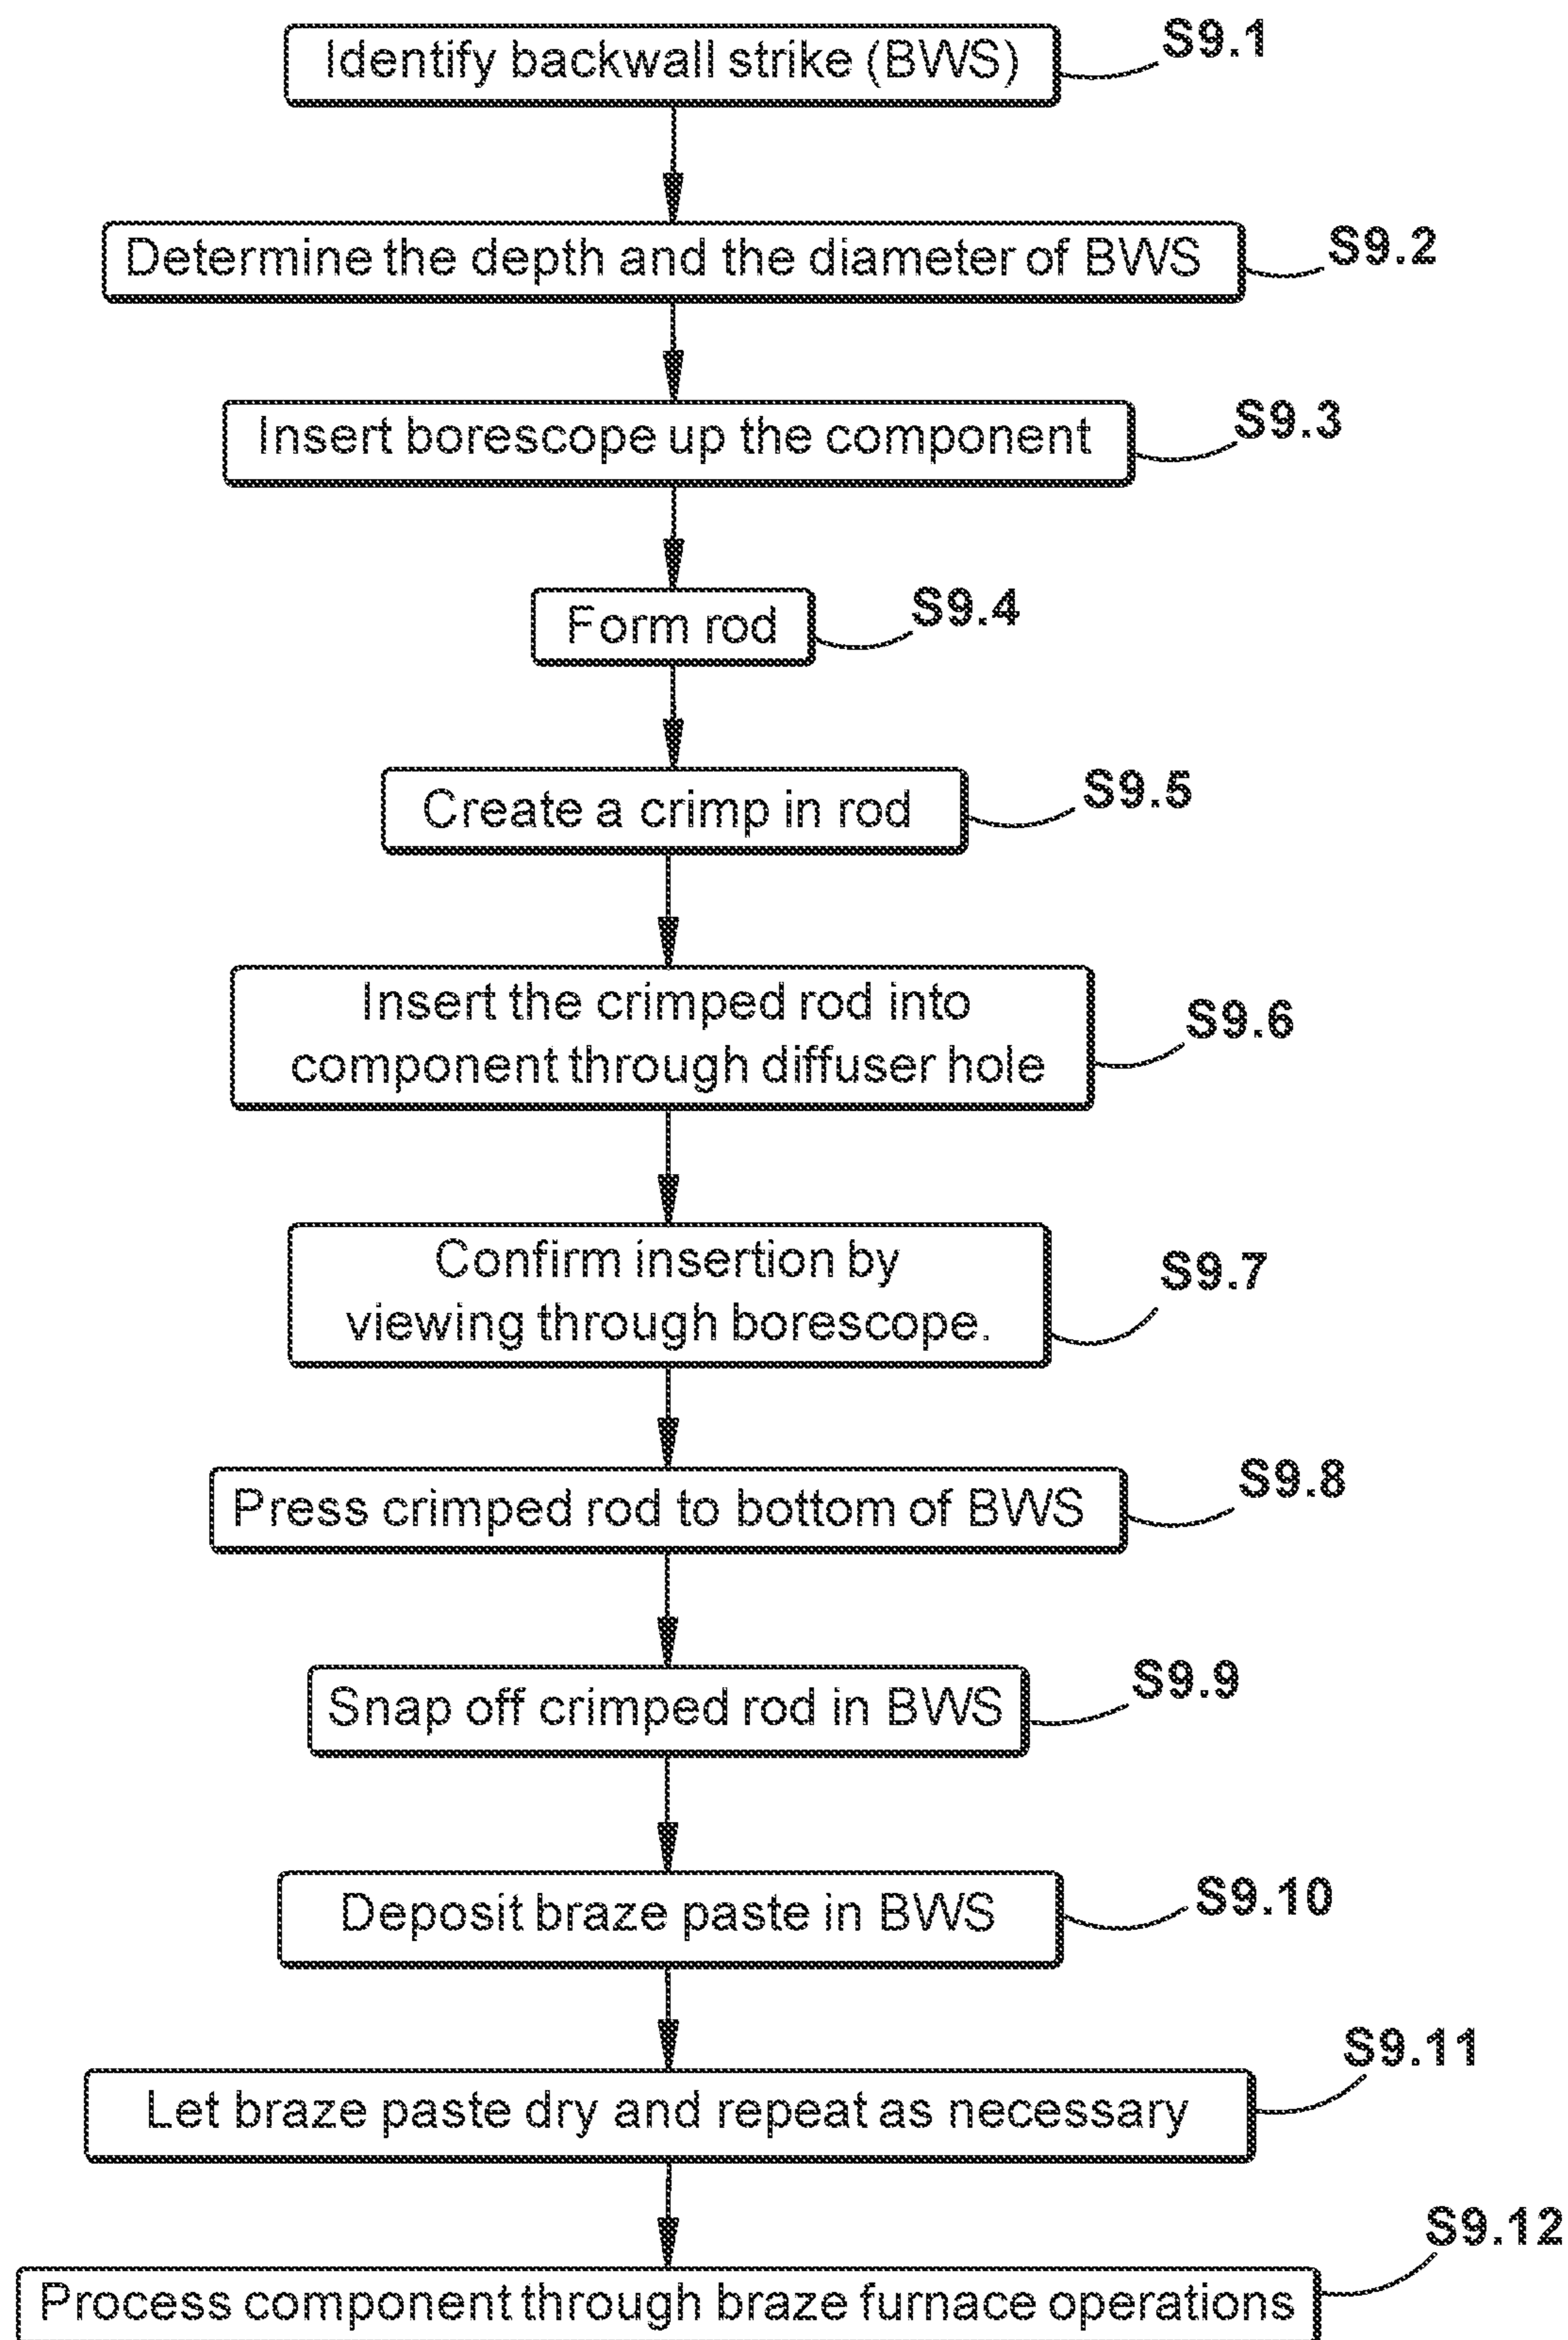 Identify backwall strike (BWS)
S9.1
Determine the depth and the diameter of BWS
S9.2
Insert borescope up the component
S9.3
Form rod
S9.4
Create a crimp in rod
S9.5
Insert the crimped rod into
component through diffuser hole
S9.6
Confirm insertion by
viewing through borescope.
S9.7
Press crimped rod to bottom of BWS
S9.8
Snap off crimped rod in BWS
S9.9
Deposit braze paste in BWS
S9.10
Let braze paste dry and repeat as necessary
S9.11
Process component through braze furnace operations
S9.12